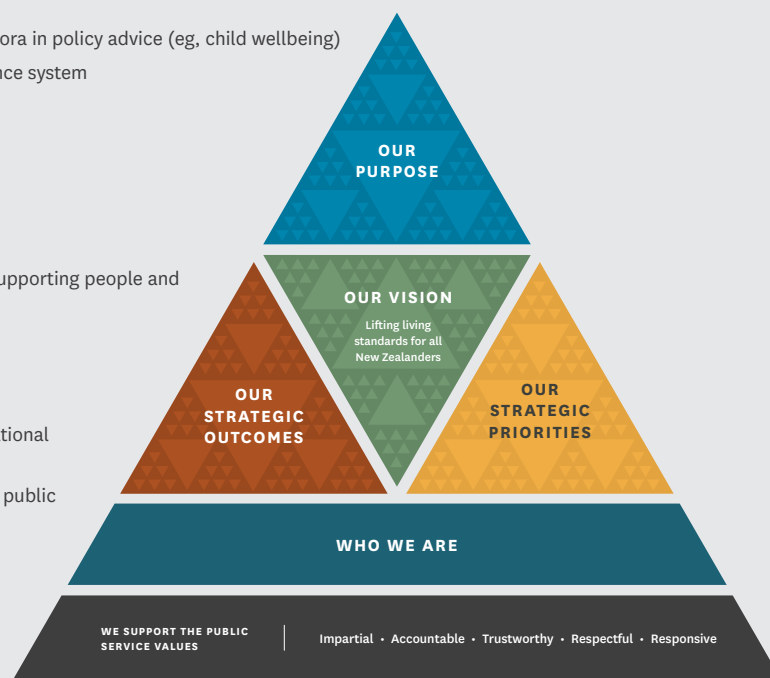 ora in policy advice (eg, child wellbeing)
nce system
OUR
PURPOSE
upporting people and
OUR VISION
Lifting living
standards for all
New Zealanders
OUR
STRATEGIC
OUTCOMES
OUR
STRATEGIC
PRIORITIES
tional
public
WHO WE ARE
WE SUPPORT THE PUBLIC
SERVICE VALUES
Impartial • Accountable • Trustworthy • Respectful • Responsive